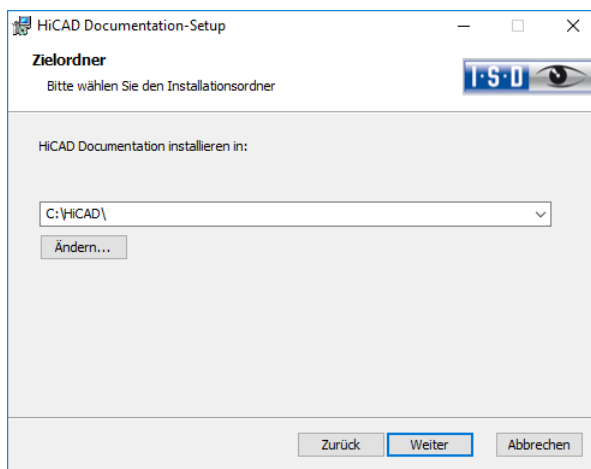 HiCAD Documentation-Setup
Zielordner
Bitte wählen Sie den Installationsordner
I·S·D
HiCAD Documentation installieren in:
C:\HiCAD\
Ändern...
Zurück Weiter Abbrechen